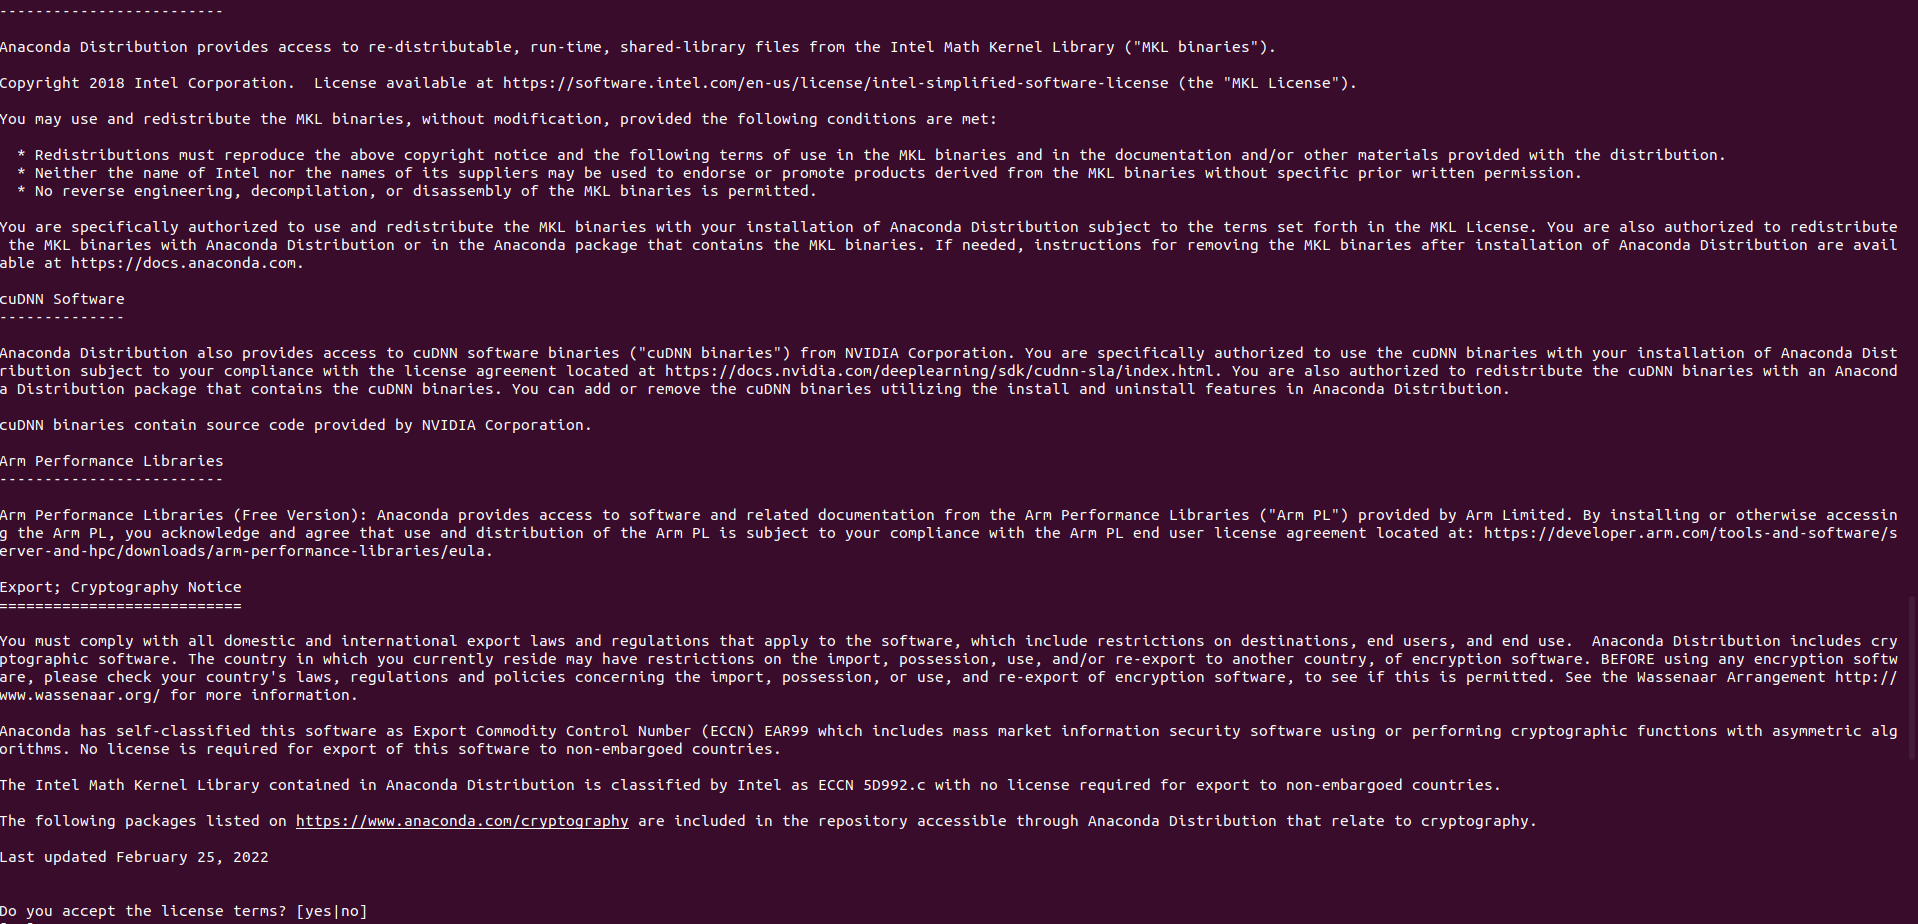 -------------------------
Anaconda Distribution provides access to re-distributable, run-time, shared-library files from the Intel Math Kernel Library ("MKL binaries").
Copyright 2018 Intel Corporation.  License available at https://software.intel.com/en-us/license/intel-simplified-software-license (the "MKL License").
You may use and redistribute the MKL binaries, without modification, provided the following conditions are met:
  * Redistributions must reproduce the above copyright notice and the following terms of use in the MKL binaries and in the documentation and/or other materials provided with the distribution.
  * Neither the name of Intel nor the names of its suppliers may be used to endorse or promote products derived from the MKL binaries without specific prior written permission.
  * No reverse engineering, decompilation, or disassembly of the MKL binaries is permitted.
You are specifically authorized to use and redistribute the MKL binaries with your installation of Anaconda Distribution subject to the terms set forth in the MKL License. You are also authorized to redistribute
 the MKL binaries with Anaconda Distribution or in the Anaconda package that contains the MKL binaries. If needed, instructions for removing the MKL binaries after installation of Anaconda Distribution are avail
able at https://docs.anaconda.com.
cuDNN Software
--------------
Anaconda Distribution also provides access to cuDNN software binaries ("cuDNN binaries") from NVIDIA Corporation. You are specifically authorized to use the cuDNN binaries with your installation of Anaconda Dist
ribution subject to your compliance with the license agreement located at https://docs.nvidia.com/deeplearning/sdk/cudnn-sla/index.html. You are also authorized to redistribute the cuDNN binaries with an Anacond
a Distribution package that contains the cuDNN binaries. You can add or remove the cuDNN binaries utilizing the install and uninstall features in Anaconda Distribution.
cuDNN binaries contain source code provided by NVIDIA Corporation.
Arm Performance Libraries
-------------------------
Arm Performance Libraries (Free Version): Anaconda provides access to software and related documentation from the Arm Performance Libraries ("Arm PL") provided by Arm Limited. By installing or otherwise accessin
g the Arm PL, you acknowledge and agree that use and distribution of the Arm PL is subject to your compliance with the Arm PL end user license agreement located at: https://developer.arm.com/tools-and-software/s
erver-and-hpc/downloads/arm-performance-libraries/eula.
Export; Cryptography Notice
===========================
You must comply with all domestic and international export laws and regulations that apply to the software, which include restrictions on destinations, end users, and end use.  Anaconda Distribution includes cry
ptographic software. The country in which you currently reside may have restrictions on the import, possession, use, and/or re-export to another country, of encryption software. BEFORE using any encryption softw
are, please check your country's laws, regulations and policies concerning the import, possession, or use, and re-export of encryption software, to see if this is permitted. See the Wassenaar Arrangement http://
www.wassenaar.org/ for more information.
Anaconda has self-classified this software as Export Commodity Control Number (ECCN) EAR99 which includes mass market information security software using or performing cryptographic functions with asymmetric alg
orithms. No license is required for export of this software to non-embargoed countries.
The Intel Math Kernel Library contained in Anaconda Distribution is classified by Intel as ECCN 5D992.c with no license required for export to non-embargoed countries.
The following packages listed on https://www.anaconda.com/cryptography are included in the repository accessible through Anaconda Distribution that relate to cryptography.
Last updated February 25, 2022
Do you accept the license terms? [yes|no]